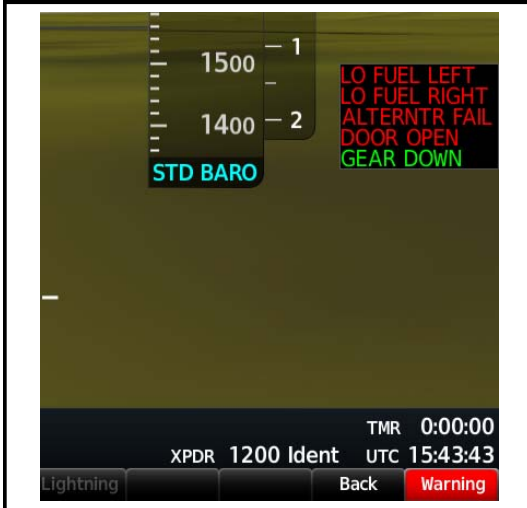 1500
1
1400
2
STD BARO
LO FUEL LEFT
LO FUEL RIGHT
ALTERNTR FAIL
DOOR OPEN
GEAR DOWN
TMR 0:00:00
XPDR 1200 Ident UTC 15:43:43
Lightning Back Warning